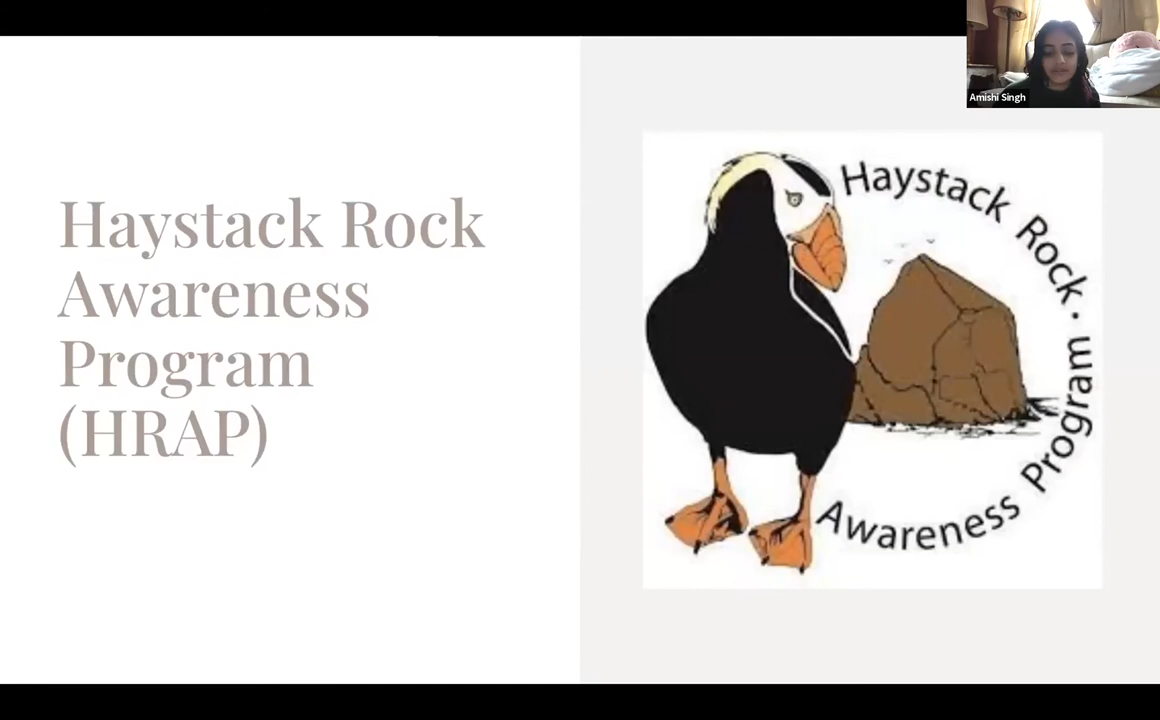 Haystack Rock
Awareness
Program
(HRAP)
Haystack Rock · Awareness Program
Amishi Singh